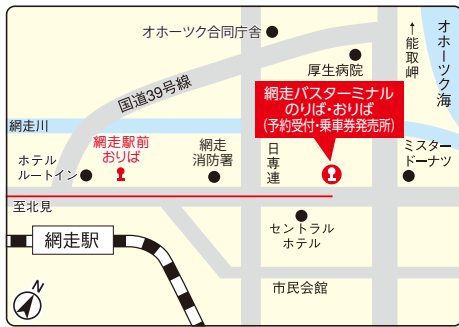 オホーツク合同庁舎
↑能取岬
オホーツク海
厚生病院
国道39号線
網走バスターミナル
のりば・おりば
(予約受付・乗車券発売所)
網走川
網走駅前
おりば
網走
消防署
日専連
ミスター
ドーナツ
ホテル
ルートイン
至北見
セントラル
ホテル
網走駅
市民会館
N